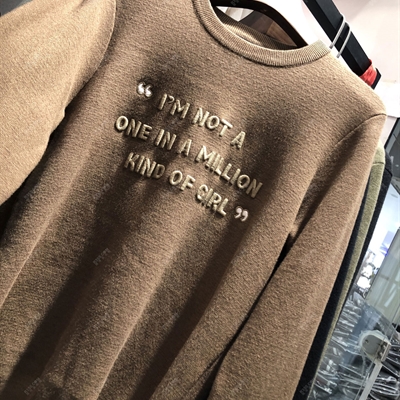 “ I'M NOT A
ONE IN A MILLION
KIND OF GIRL ”